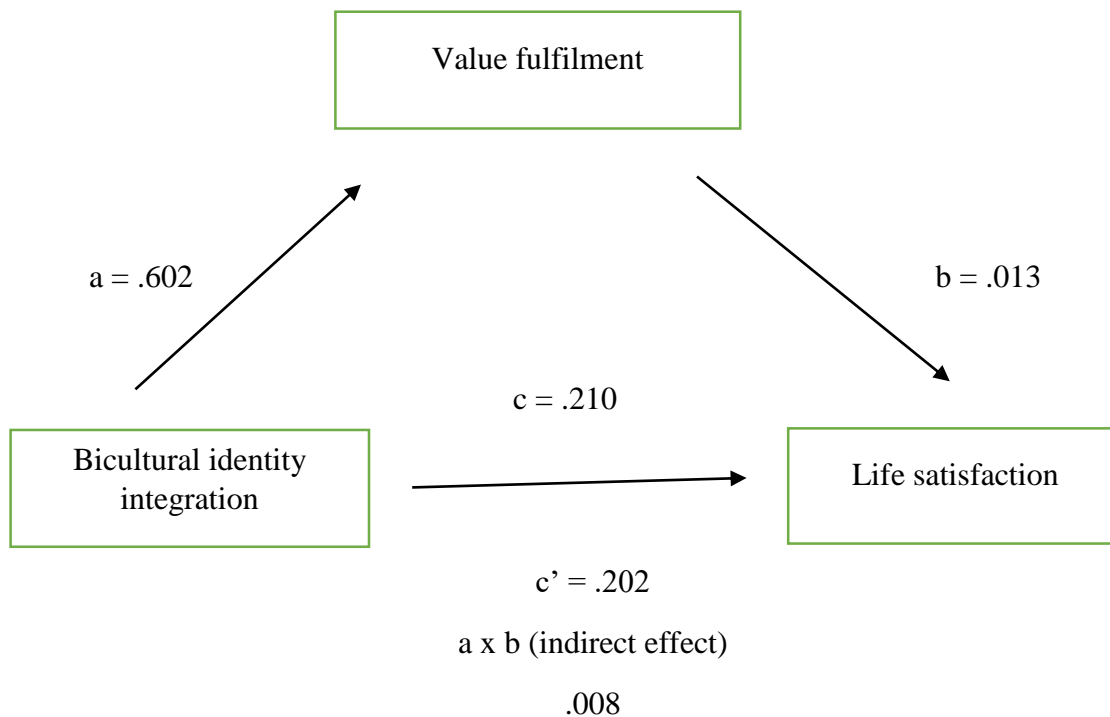 Value fulfilment
a = .602
b = .013
c = .210
Bicultural identity
integration
Life satisfaction
c’ = .202
a x b (indirect effect)
.008